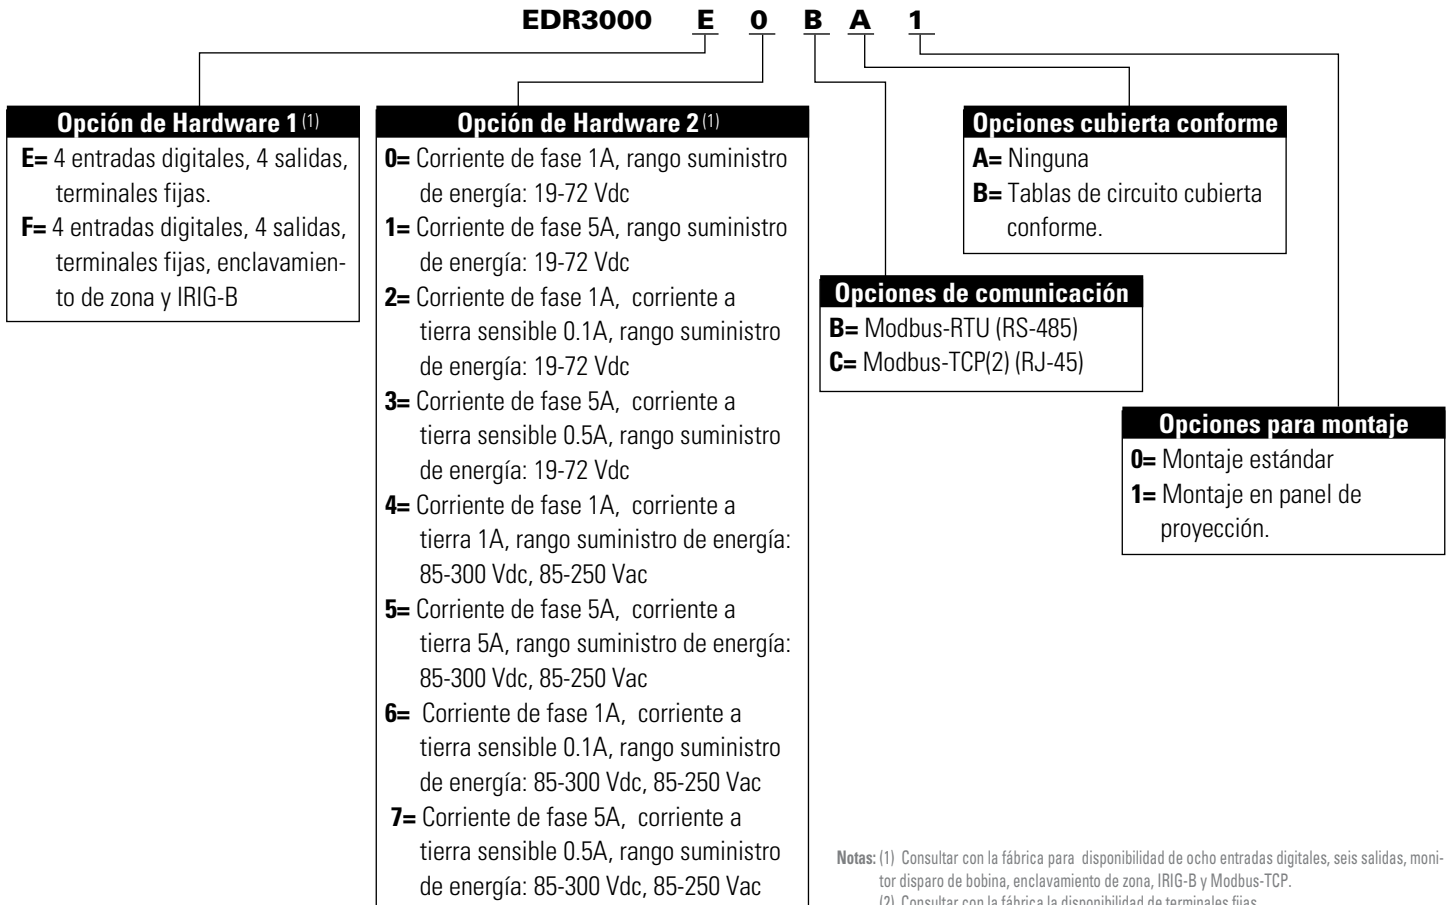 EDR3000 E 0 B A 1
Opción de Hardware 1 (1)
E= 4 entradas digitales, 4 salidas,
terminales fijas.
F= 4 entradas digitales, 4 salidas,
terminales fijas, enclavamien-
to de zona y IRIG-B
Opción de Hardware 2 (1)
0= Corriente de fase 1A, rango suministro
de energía: 19-72 Vdc
1= Corriente de fase 5A, rango suministro
de energía: 19-72 Vdc
2= Corriente de fase 1A, corriente a
tierra sensible 0.1A, rango suministro
de energía: 19-72 Vdc
3= Corriente de fase 5A, corriente a
tierra sensible 0.5A, rango suministro
de energía: 19-72 Vdc
4= Corriente de fase 1A, corriente a
tierra 1A, rango suministro de energía:
85-300 Vdc, 85-250 Vac
5= Corriente de fase 5A, corriente a
tierra 5A, rango suministro de energía:
85-300 Vdc, 85-250 Vac
6= Corriente de fase 1A, corriente a
tierra sensible 0.1A, rango suministro
de energía: 85-300 Vdc, 85-250 Vac
7= Corriente de fase 5A, corriente a
tierra sensible 0.5A, rango suministro
de energía: 85-300 Vdc, 85-250 Vac
Opciones cubierta conforme
A= Ninguna
B= Tablas de circuito cubierta
conforme.
Opciones de comunicación
B= Modbus-RTU (RS-485)
C= Modbus-TCP(2) (RJ-45)
Opciones para montaje
0= Montaje estándar
1= Montaje en panel de
proyección.
Notas: (1) Consultar con la fábrica para disponibilidad de ocho entradas digitales, seis salidas, moni-
tor disparo de bobina, enclavamiento de zona, IRIG-B y Modbus-TCP.
(2) Consultar con la fábrica la disponibilidad de terminales fijas